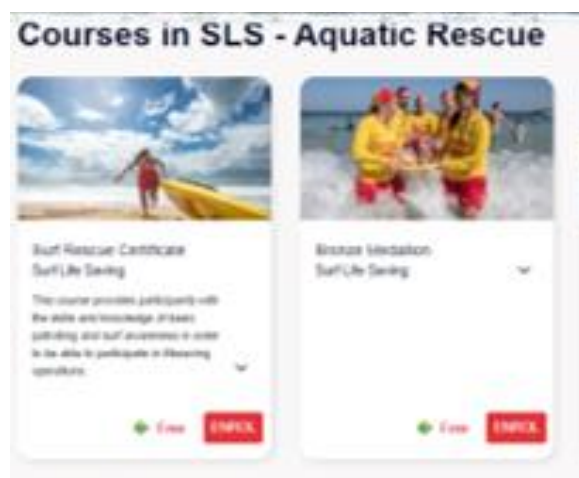 Courses in SLS - Aquatic Rescue
Surf Rescue Certificate
Surf Life Saving
This course provides participants with
the skills and knowledge of basic
patrolling and surf awareness in order
to be able to participate in lifesaving
operations.
Free ENROL
Bronze Medallion
Surf Life Saving
Free ENROL